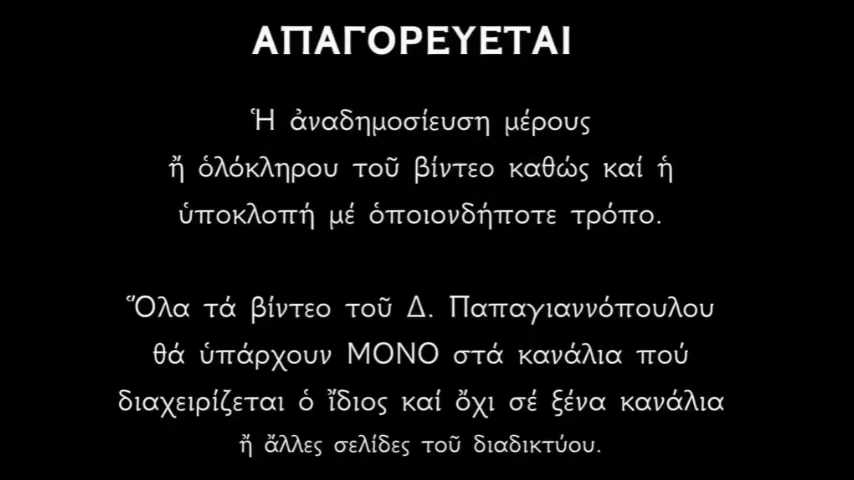 ΑΠΑΓΟΡΕΥΕΤΑΙ
Ἡ ἀναδημοσίευση μέρους
ἤ ὁλόκληρου τοῦ βίντεο καθώς καί ἡ
ὑποκλοπή μέ ὁποιονδήποτε τρόπο.
Ὅλα τά βίντεο τοῦ Δ. Παπαγιαννόπουλου
θά ὑπάρχουν ΜΟΝΟ στά κανάλια πού
διαχειρίζεται ὁ ἴδιος καί ὄχι σέ ξένα κανάλια
ἤ ἄλλες σελίδες τοῦ διαδικτύου.